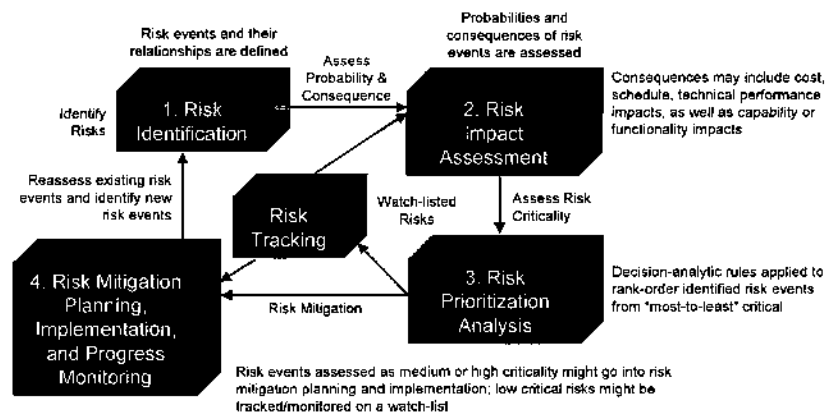 Risk events and their
relationships are defined
Probabilities and
consequences of risk
events are assessed
Assess
Probability &
Consequence
Identify
Risks
1. Risk
Identification
2. Risk
Impact
Assessment
Consequences may include cost,
schedule, technical performance
impacts, as well as capability or
functionality impacts
Reassess existing risk
events and identify new
risk events
Risk
Tracking
Watch-listed
Risks
Assess Risk
Criticality
4. Risk Mitigation
Planning,
Implementation,
and Progress
Monitoring
Risk Mitigation
3. Risk
Prioritization
Analysis
Decision-analytic rules applied to
rank-order identified risk events
from "most-to-least" critical
Risk events assessed as medium or high criticality might go into risk
mitigation planning and implementation; low critical risks might be
tracked/monitored on a watch-list